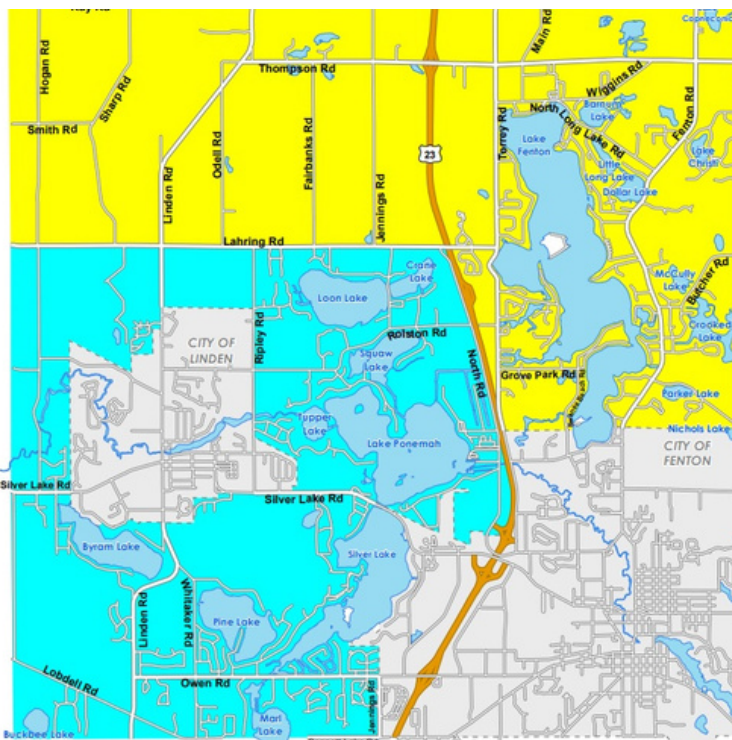 Hogan Rd
Sharp Rd
Smith Rd
Linden Rd
Thompson Rd
Odell Rd
Fairbanks Rd
Jennings Rd
23
Main Rd
Wiggins Rd
Torrey Rd
North Long Lake Rd
Barnum
Lake
Fenton Rd
Lake
Fenton
Little
Long Lake
Dollar Lake
Lake
Christi
Lahring Rd
Crane
Lake
Loon Lake
McCully
Lake
Butcher Rd
Crooked
Lake
CITY OF
LINDEN
Ripley Rd
Rolston Rd
Squaw
Lake
North Rd
Grove Park Rd
Parker Lake
Nichols Lake
Tupper
Lake
Lake Ponemah
CITY OF
FENTON
Silver Lake Rd
Silver Lake Rd
Byram Lake
Silver Lake
Linden Rd
Whitaker Rd
Pine Lake
Lobdell Rd
Owen Rd
Jennings Rd
Marl
Lake
Buckbee Lake